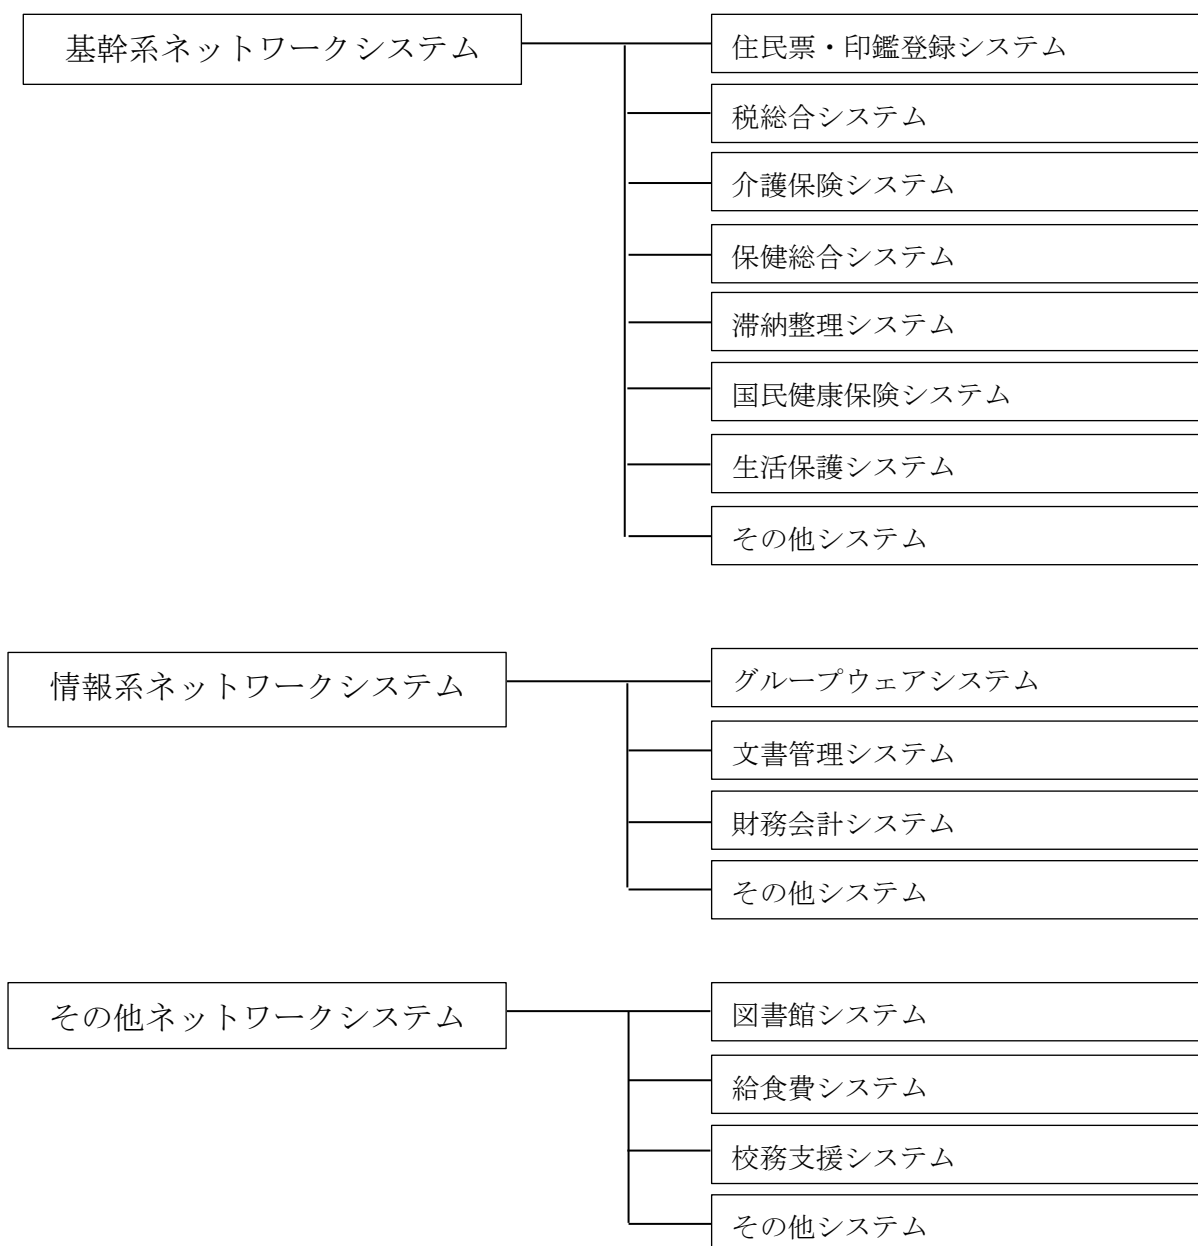 基幹系ネットワークシステム
住民票・印鑑登録システム
税総合システム
介護保険システム
保健総合システム
滞納整理システム
国民健康保険システム
生活保護システム
その他システム
情報系ネットワークシステム
グループウェアシステム
文書管理システム
財務会計システム
その他システム
その他ネットワークシステム
図書館システム
給食費システム
校務支援システム
その他システム